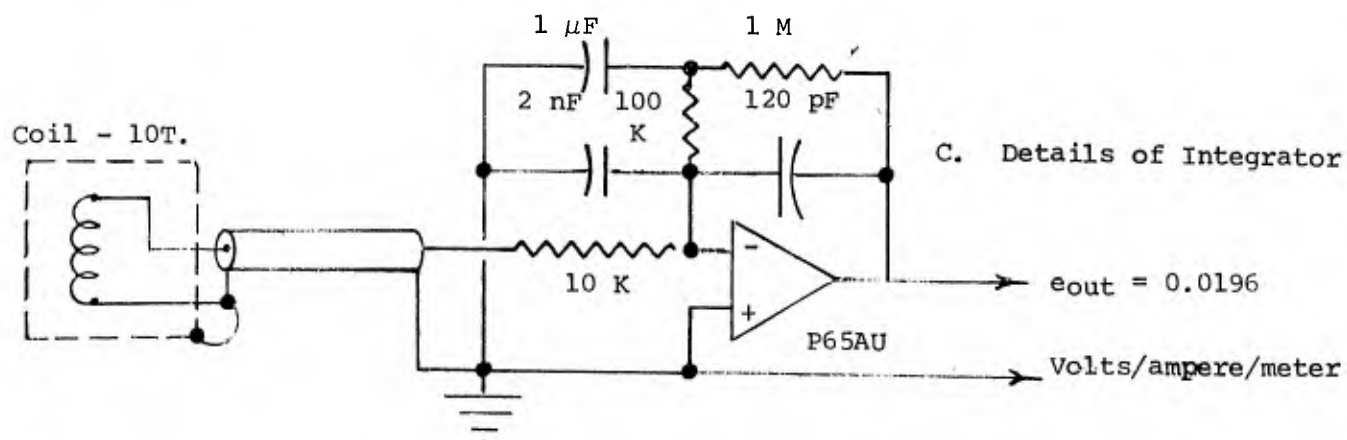 1 μF
1 M
2 nF
100
K
120 pF
Coil - 10T.
C. Details of Integrator
-
10 K
+
eout = 0.0196
P65AU
Volts/ampere/meter